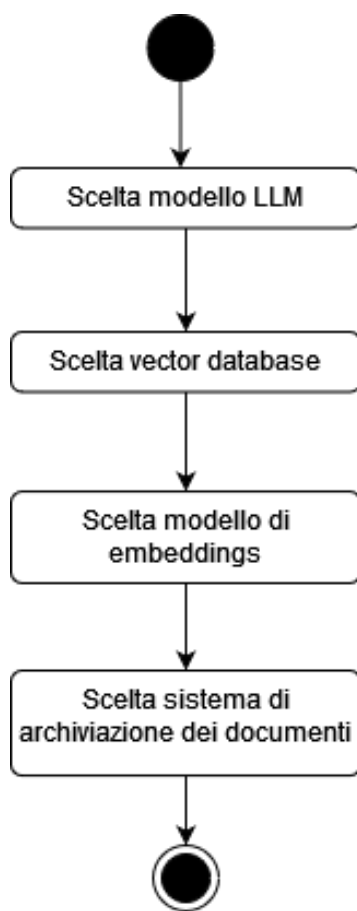 Scelta modello LLM
Scelta vector database
Scelta modello di
embeddings
Scelta sistema di
archiviazione dei documenti